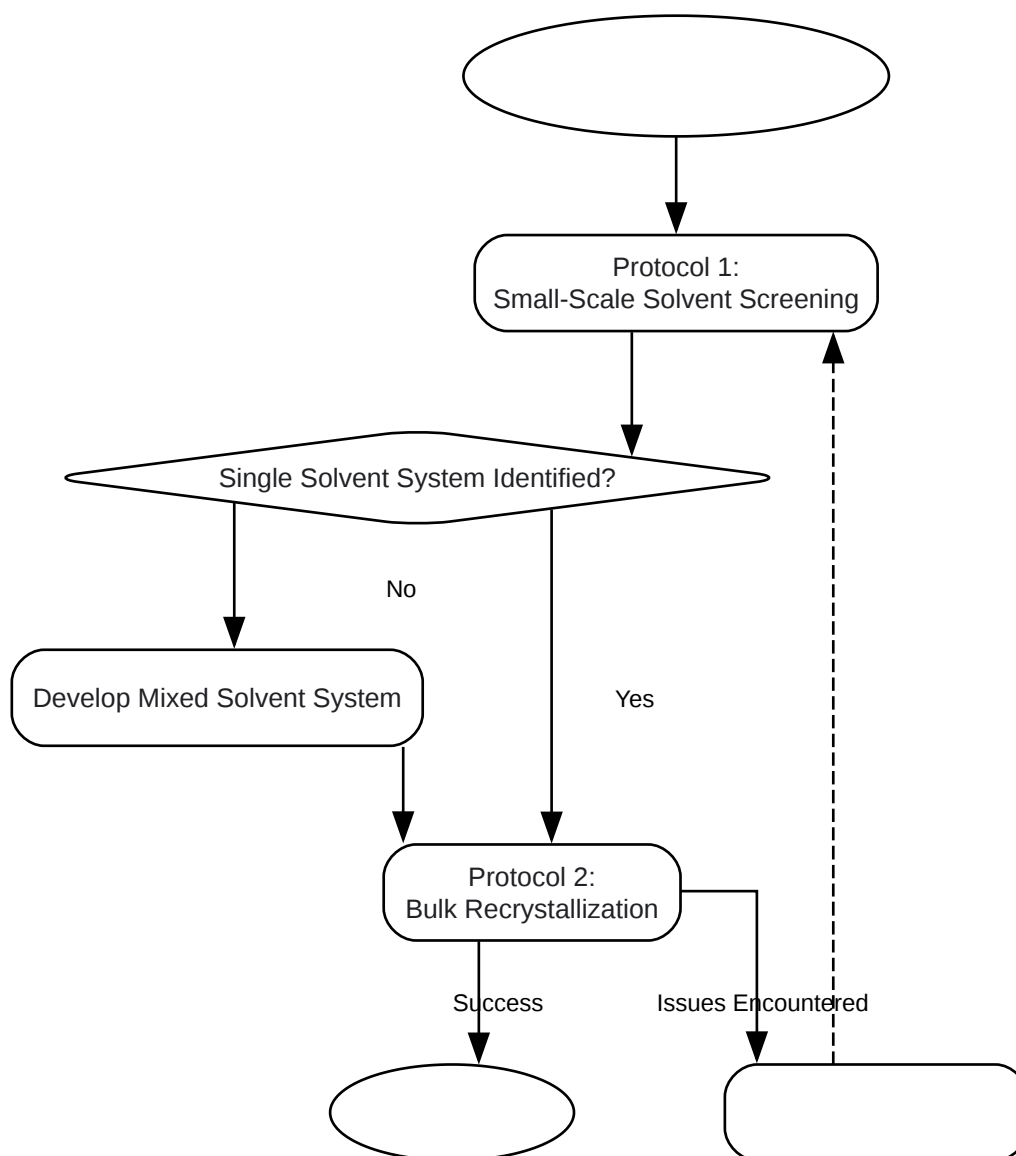 Protocol 1:
Small-Scale Solvent Screening
Single Solvent System Identified?
No
Develop Mixed Solvent System
Yes
Protocol 2:
Bulk Recrystallization
Success
Issues Encountered